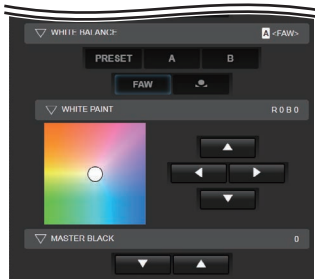 WHITE BALANCE A <FAW>
PRESET A B
FAW
WHITE PAINT R 0 B 0
MASTER BLACK 0